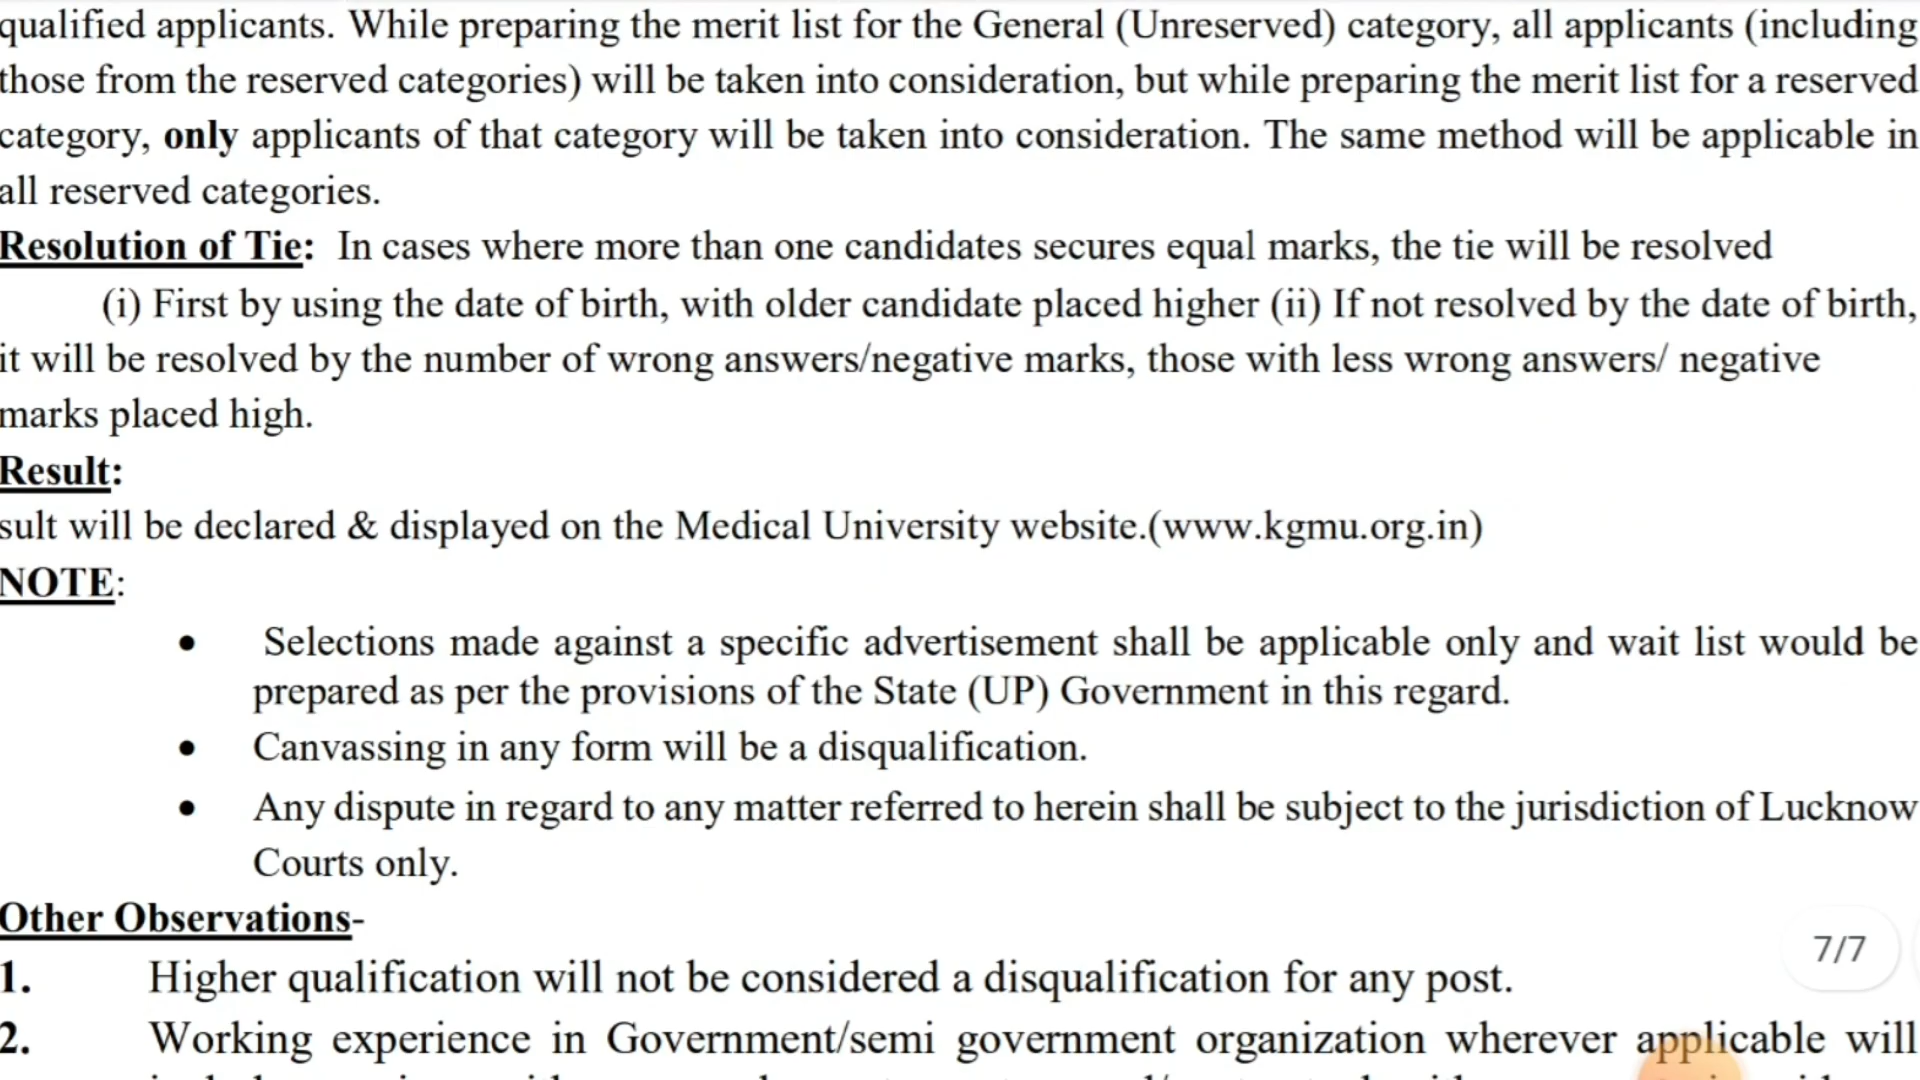 qualified applicants. While preparing the merit list for the General (Unreserved) category, all applicants (including
those from the reserved categories) will be taken into consideration, but while preparing the merit list for a reserved
category, only applicants of that category will be taken into consideration. The same method will be applicable in
all reserved categories.
Resolution of Tie: In cases where more than one candidates secures equal marks, the tie will be resolved
(i) First by using the date of birth, with older candidate placed higher (ii) If not resolved by the date of birth,
it will be resolved by the number of wrong answers/negative marks, those with less wrong answers/ negative
marks placed high.
Result:
sult will be declared & displayed on the Medical University website.(www.kgmu.org.in)
NOTE:
• Selections made against a specific advertisement shall be applicable only and wait list would be
prepared as per the provisions of the State (UP) Government in this regard.
• Canvassing in any form will be a disqualification.
• Any dispute in regard to any matter referred to herein shall be subject to the jurisdiction of Lucknow
Courts only.
Other Observations-
7/7
1. Higher qualification will not be considered a disqualification for any post.
2. Working experience in Government/semi government organization wherever applicable will